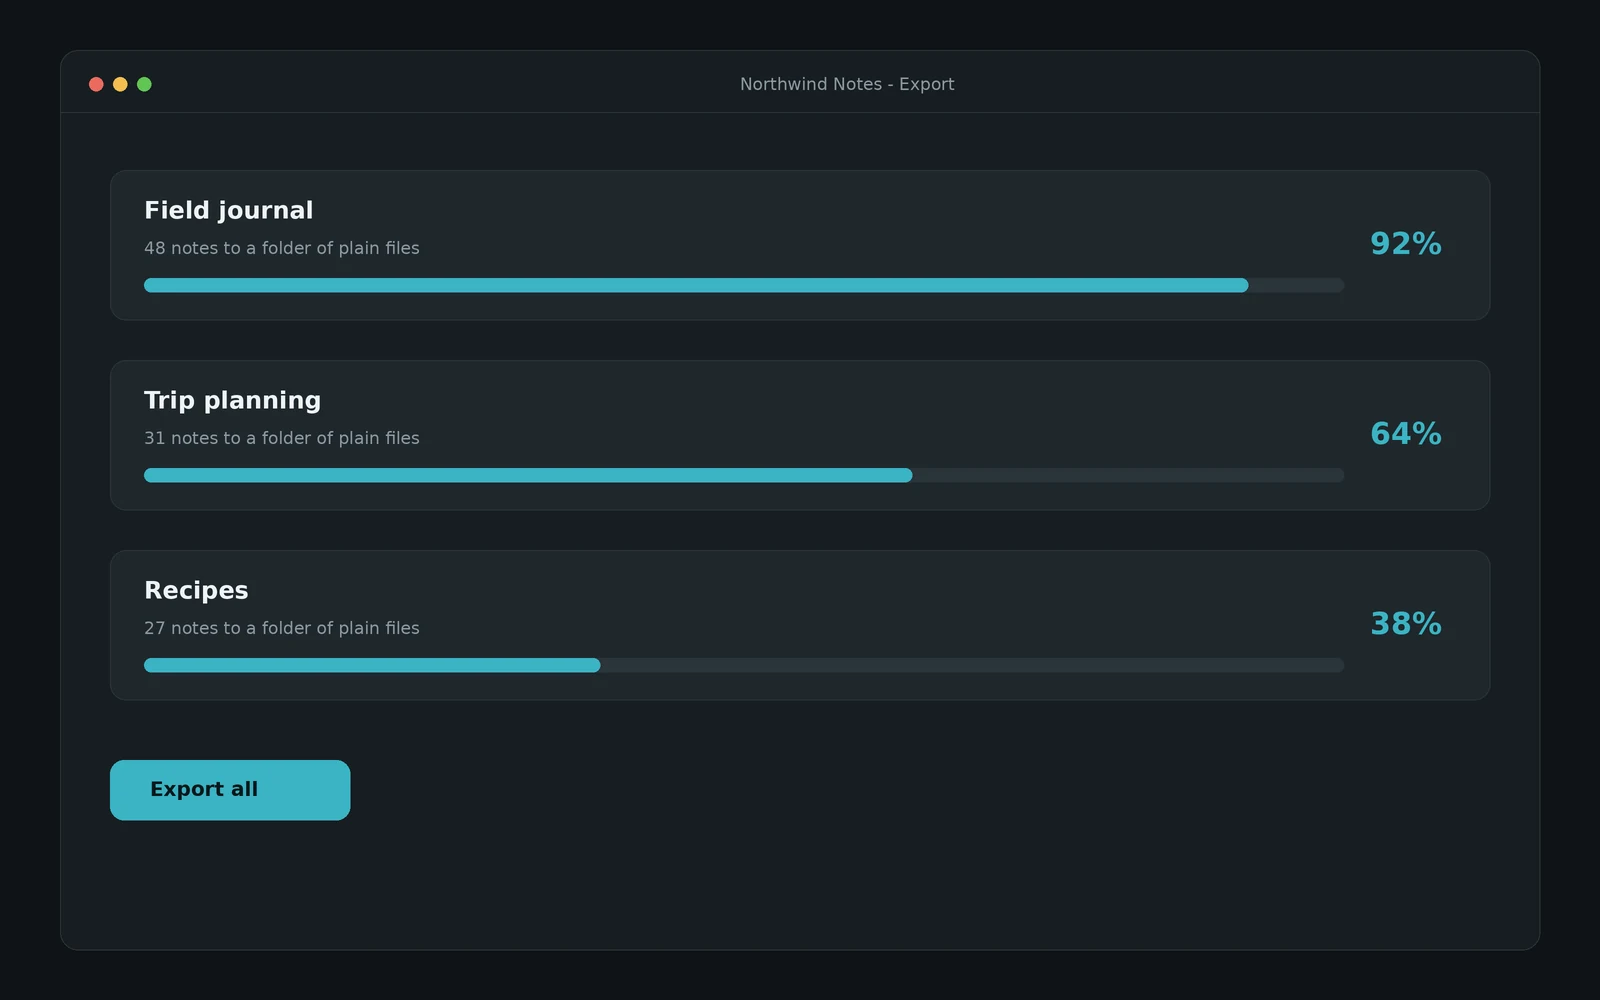 Northwind Notes - Export
Field journal
48 notes to a folder of plain files
92%
Trip planning
31 notes to a folder of plain files
64%
Recipes
27 notes to a folder of plain files
38%
Export all